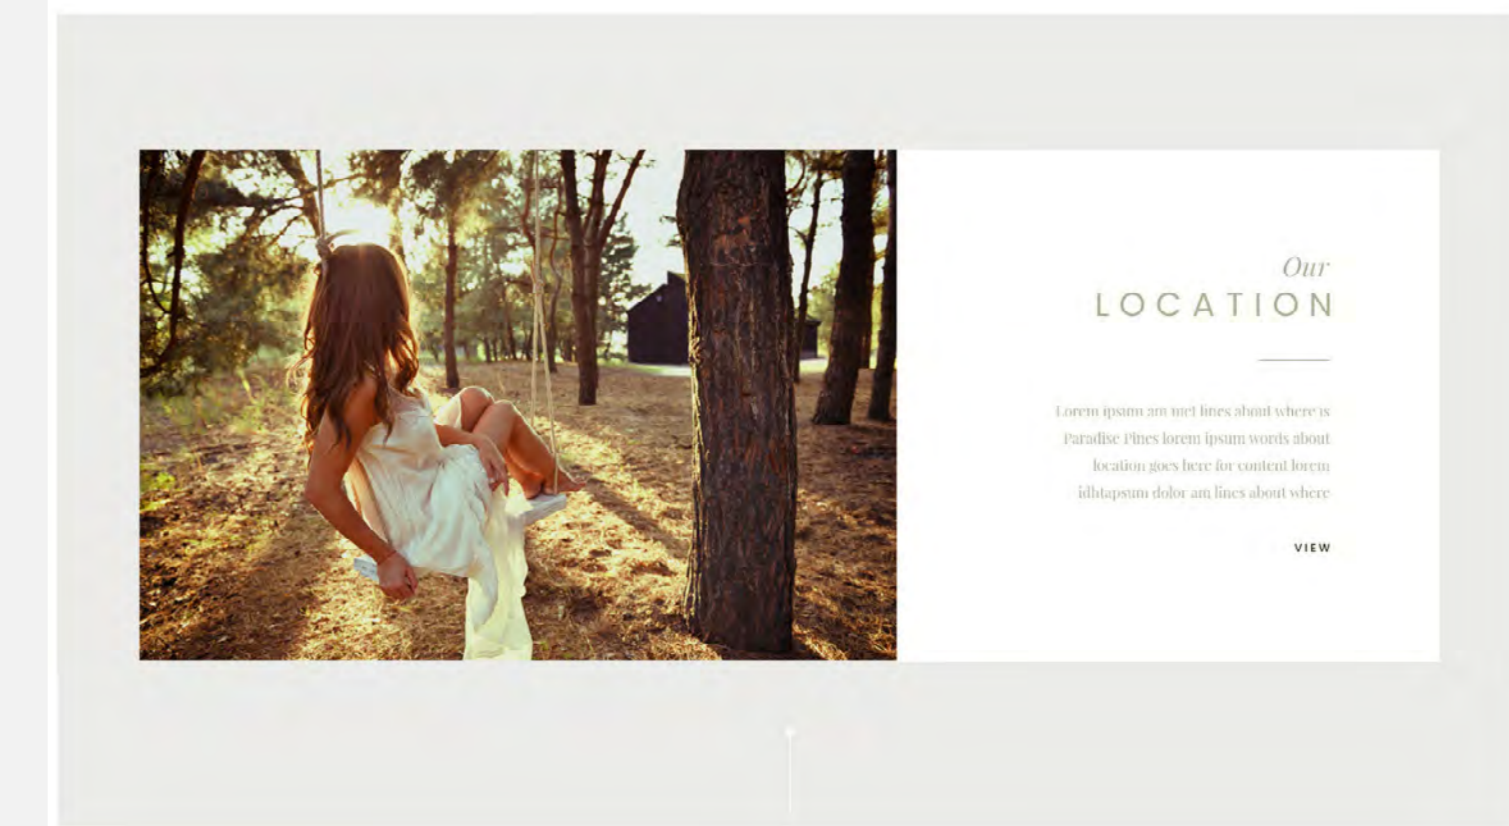 Our
LOCATION
Lorem ipsum am met lines about where is
Paradise Pines lorem ipsum words about
location goes here for content lorem
idhtapsum dolor am lines about where
VIEW